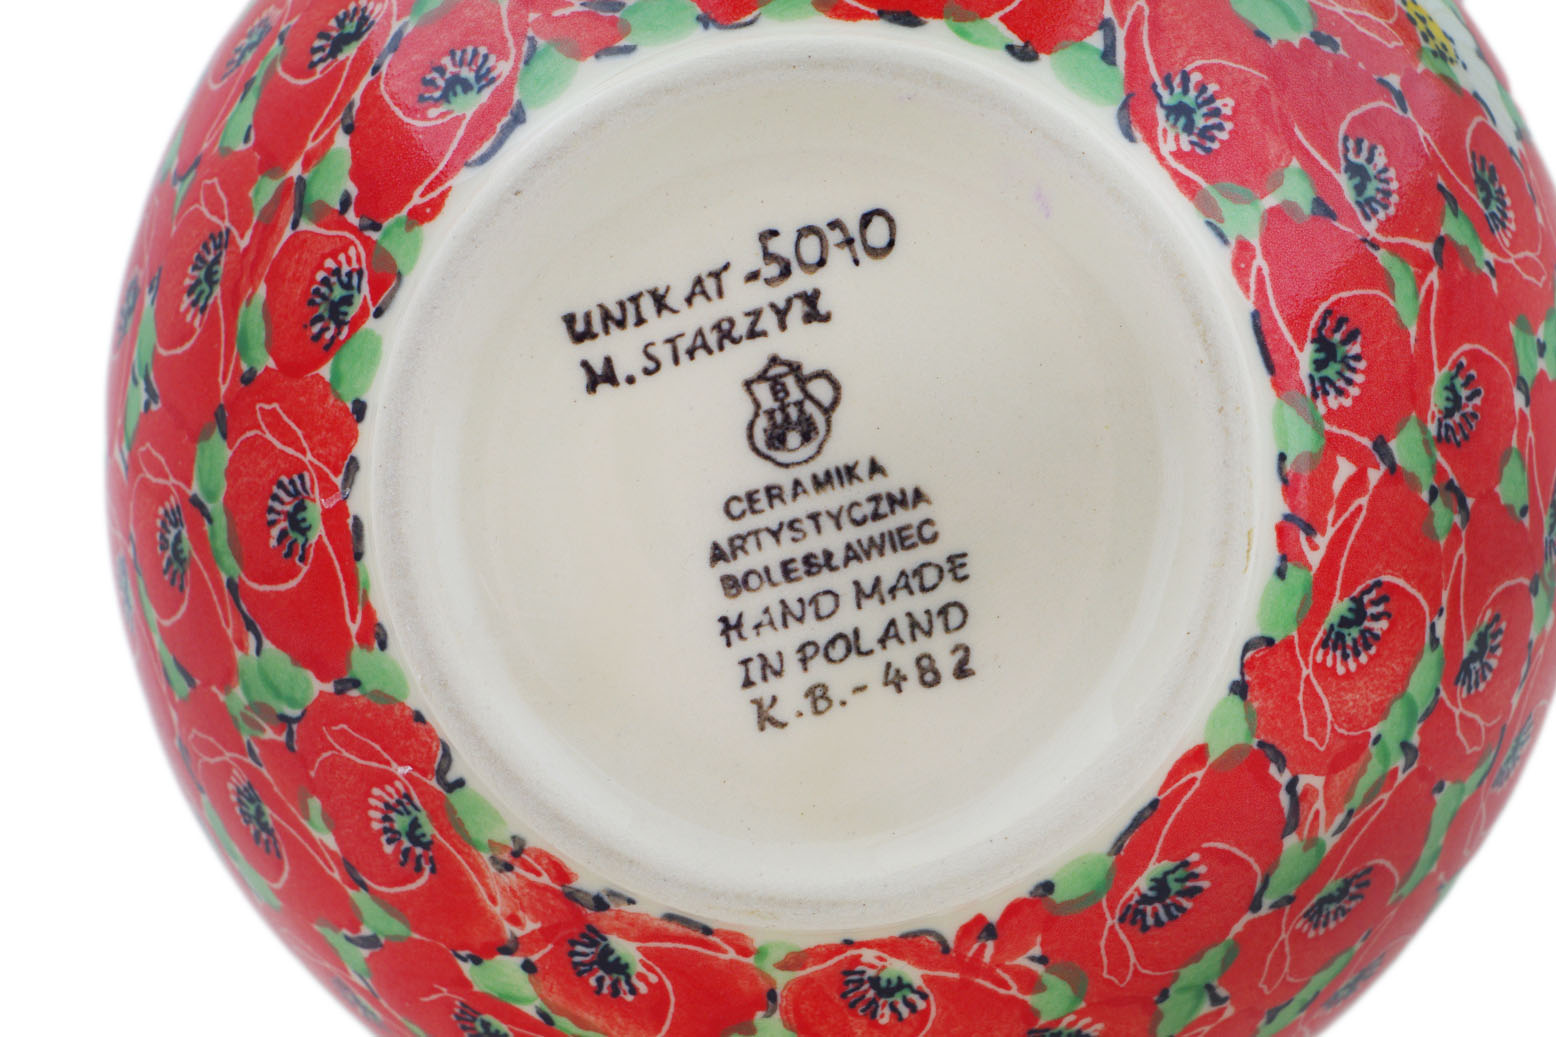 UNIKAT-5070
M. STARZYK
B
CERAMIKA
ARTYSTYCZNA
BOLESŁAWIEC
HAND MADE
IN POLAND
K.B.-482